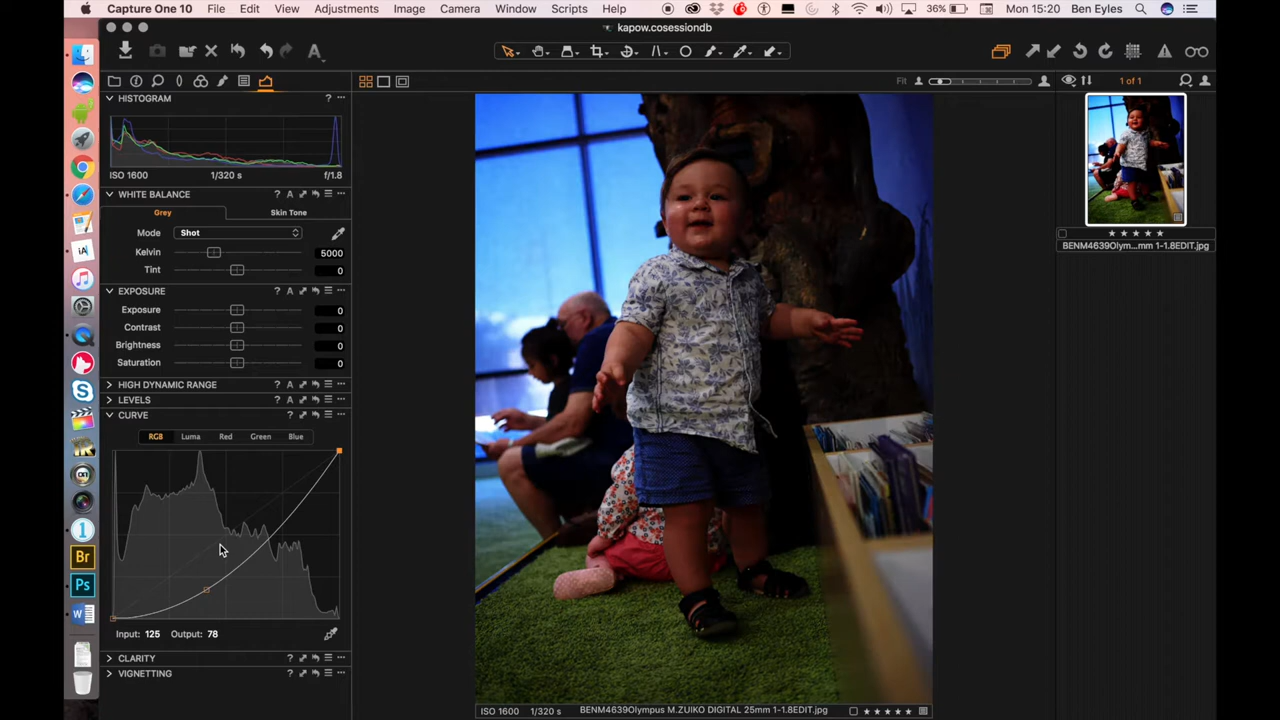 Capture One 10 File Edit View Adjustments Image Camera Window Scripts Help 36% Mon 15:20 Ben Eyles
kapow.cosessiondb
A
Fit 1 of 1
HISTOGRAM ?
ISO 1600 1/320 s f/1.8
WHITE BALANCE ? A
Grey Skin Tone
Mode Shot
Kelvin 5000
Tint 0
EXPOSURE ? A
Exposure 0
Contrast 0
Brightness 0
Saturation 0
HIGH DYNAMIC RANGE ? A
LEVELS ? A
CURVE ?
RGB Luma Red Green Blue
Input: 125 Output: 78
CLARITY ?
VIGNETTING ?
iA
1
Br
Ps
W
BENM4639Olym...mm 1-1.8EDIT.jpg
ISO 1600 1/320 s BENM4639Olympus M.ZUIKO DIGITAL 25mm 1-1.8EDIT.jpg